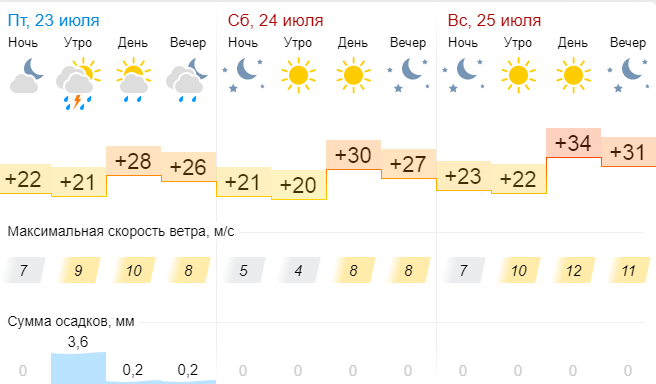 Пт, 23 июля Сб, 24 июля Вс, 25 июля
Ночь Утро День Вечер Ночь Утро День Вечер Ночь Утро День Вечер
+22 +21 +28 +26 +21 +20 +30 +27 +23 +22 +34 +31
Максимальная скорость ветра, м/с
7 9 10 8 5 4 8 8 7 10 12 11
Сумма осадков, мм
0 3,6 0,2 0,2 0 0 0 0 0 0 0 0